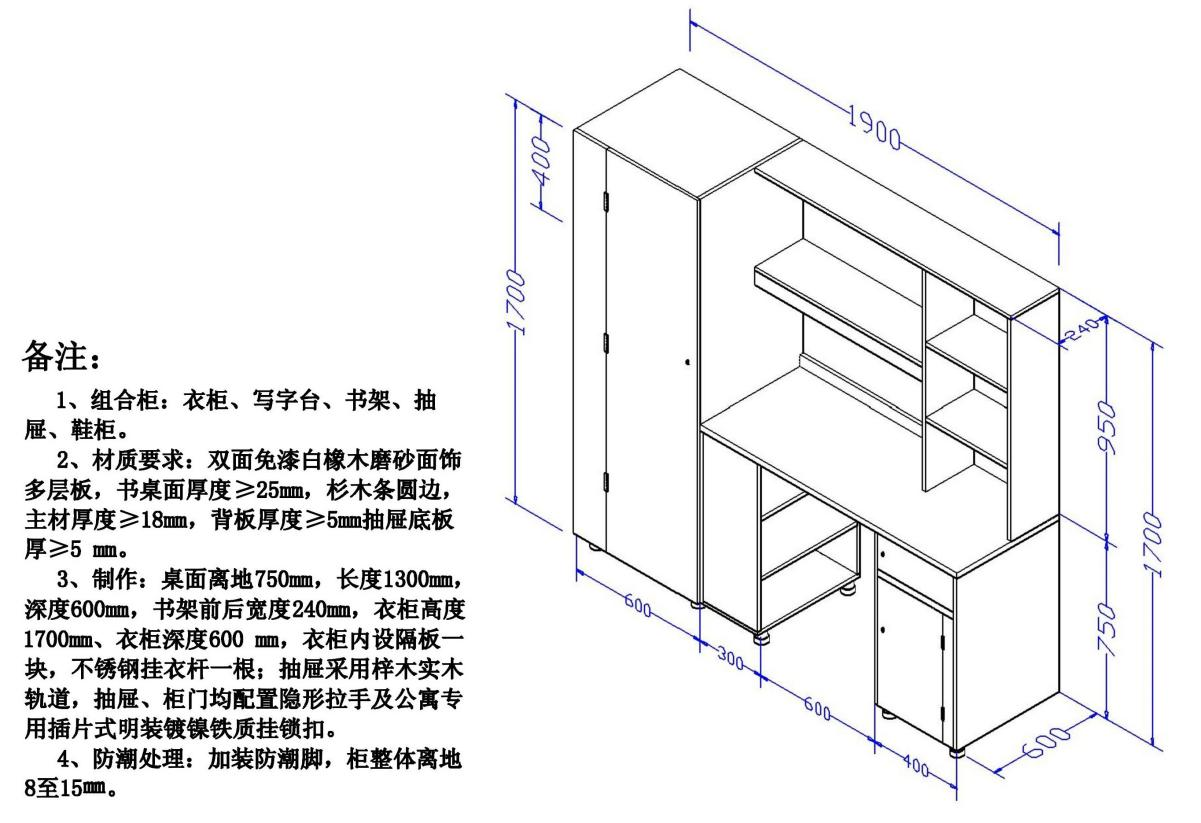 备注：
1、组合柜：衣柜、写字台、书架、抽
屉、鞋柜。
2、材质要求：双面免漆白橡木磨砂面饰
多层板，书桌面厚度≥25mm，杉木条圆边，
主材厚度≥18mm，背板厚度≥5mm抽屉底板
厚≥5 mm。
3、制作：桌面离地750mm，长度1300mm，
深度600mm，书架前后宽度240mm，衣柜高度
1700mm、衣柜深度600 mm，衣柜内设隔板一
块，不锈钢挂衣杆一根；抽屉采用梓木实木
轨道，抽屉、柜门均配置隐形拉手及公寓专
用插片式明装镀镍铁质挂锁扣。
4、防潮处理：加装防潮脚，柜整体离地
8至15mm。
1900
400
1700
240
950
1700
750
600
300
600
400
600